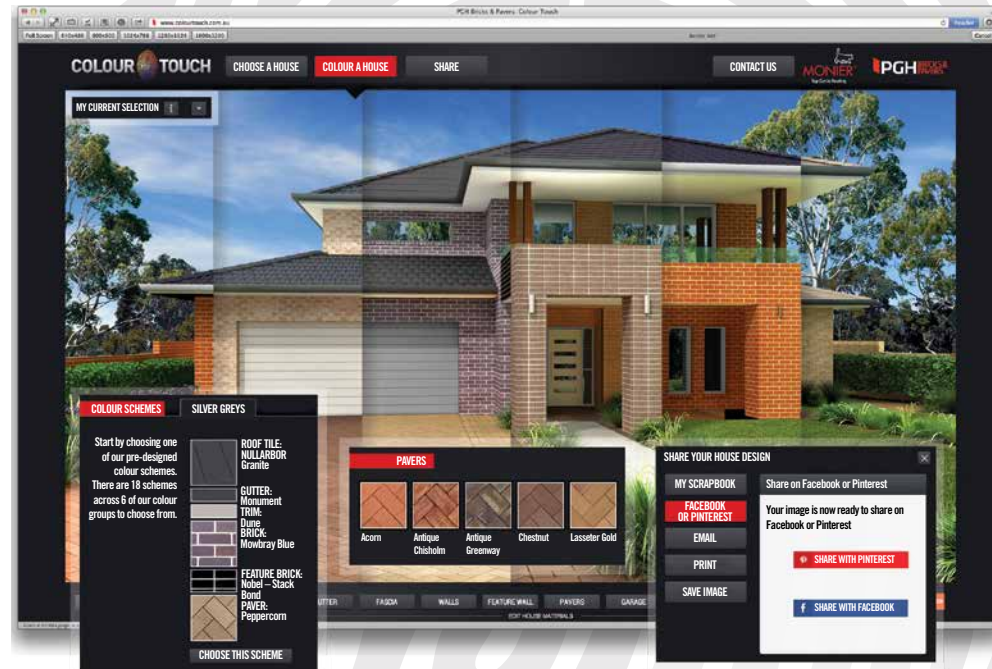 PGH Bricks & Pavers: Colour Touch
www.colourtouch.com.au
Reader
Full Screen
COLOUR TOUCH
CHOOSE A HOUSE
COLOUR A HOUSE
SHARE
CONTACT US
MONIER
PGH BRICKS & PAVERS
MY CURRENT SELECTION
COLOUR SCHEMES
SILVER GREYS
Start by choosing one
of our pre-designed
colour schemes.
There are 18 schemes
across 6 of our colour
groups to choose from.
ROOF TILE:
NULLARBOR
Granite
GUTTER:
Monument
TRIM:
Dune
BRICK:
Mowbray Blue
FEATURE BRICK:
Nobel – Stack
Bond
PAVER:
Peppercorn
CHOOSE THIS SCHEME
PAVERS
Acorn
Antique
Chisholm
Antique
Greenway
Chestnut
Lasseter Gold
SHARE YOUR HOUSE DESIGN
MY SCRAPBOOK
FACEBOOK
OR PINTEREST
EMAIL
PRINT
SAVE IMAGE
Share on Facebook or Pinterest
Your image is now ready to share on
Facebook or Pinterest
SHARE WITH PINTEREST
SHARE WITH FACEBOOK
FASCIA
WALLS
FEATURE WALL
PAVERS
GARAGE
EDIT HOUSE MATERIALS